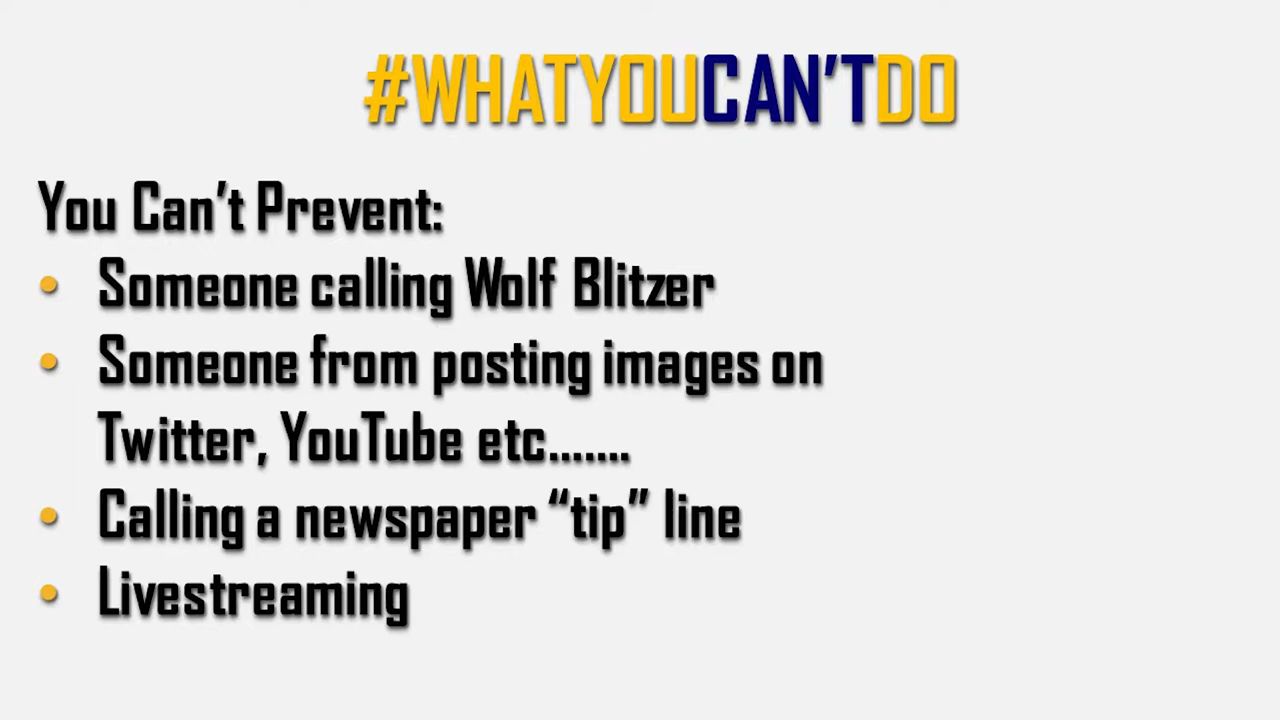 #WHATYOUCAN'TDO
You Can't Prevent:
• Someone calling Wolf Blitzer
• Someone from posting images on
Twitter, YouTube etc.......
• Calling a newspaper “tip” line
• Livestreaming